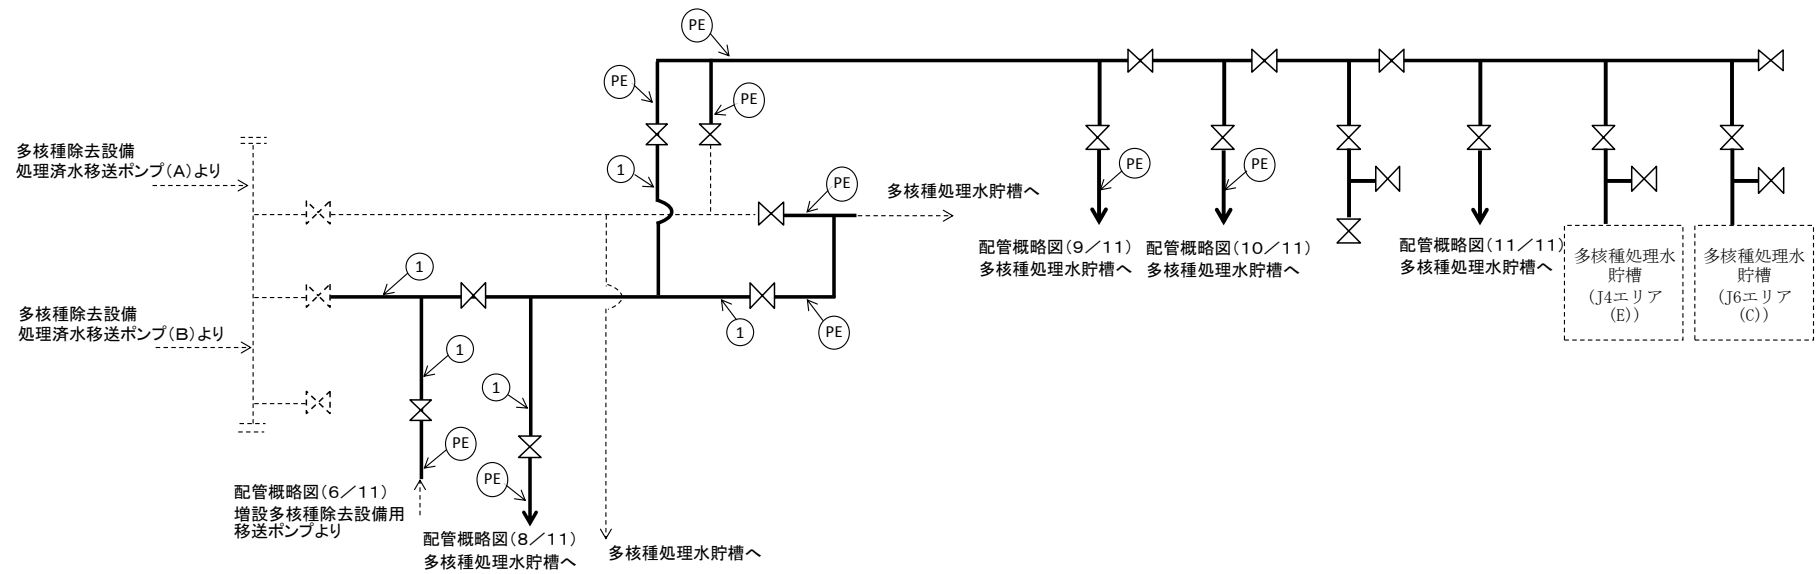 PE
PE
PE
多核種除去設備
処理済水移送ポンプ(A)より
1
PE
多核種処理水貯槽へ
PE
PE
配管概略図(9/11)
多核種処理水貯槽へ
配管概略図(10/11)
多核種処理水貯槽へ
配管概略図(11/11)
多核種処理水貯槽へ
多核種処理水
貯槽
(J4エリア
(E))
多核種処理水
貯槽
(J6エリア
(C))
1
多核種除去設備
処理済水移送ポンプ(B)より
1
PE
1
1
PE
PE
配管概略図(6/11)
増設多核種除去設備用
移送ポンプより
配管概略図(8/11)
多核種処理水貯槽へ
多核種処理水貯槽へ